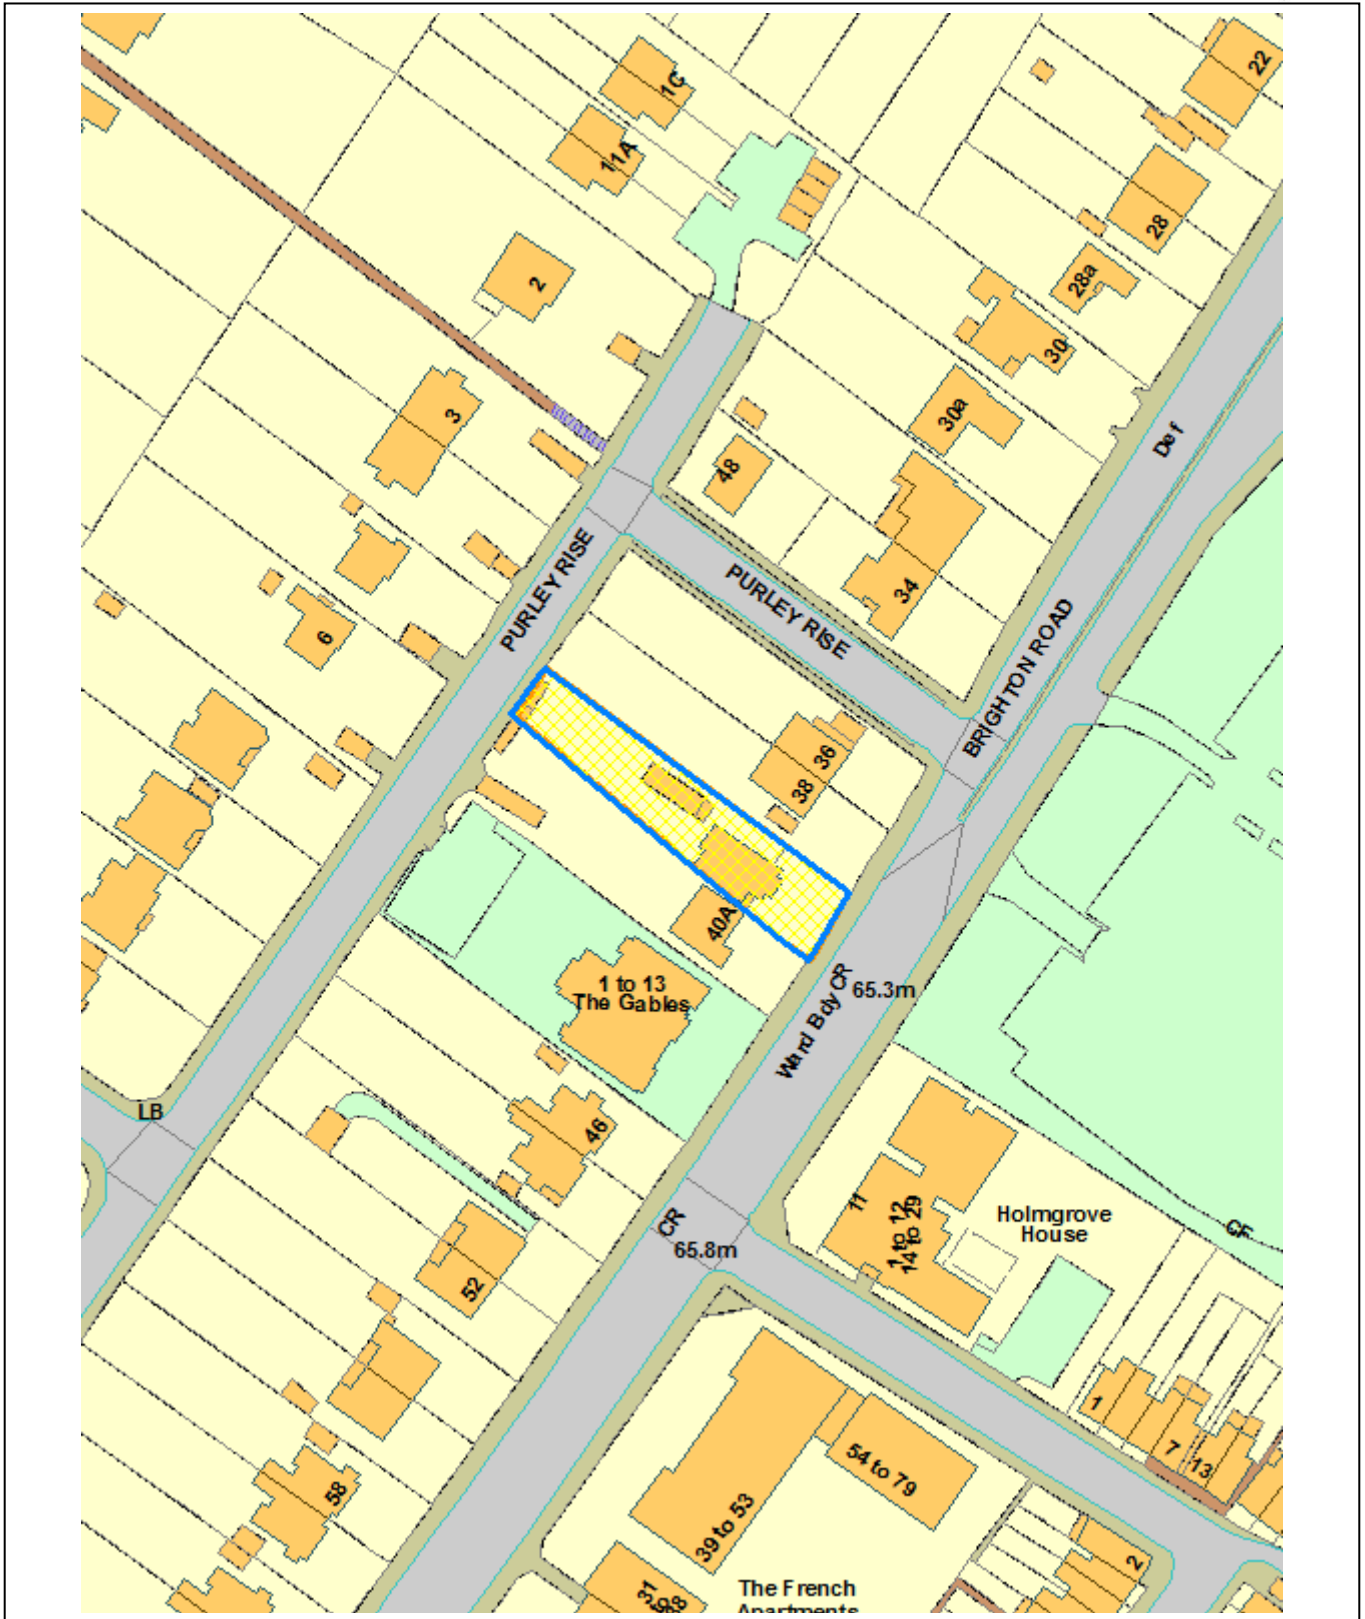 22
1C
11A
28
2
28a
30
3
30a
Def
48
34
PURLEY RISE
PURLEY RISE
6
BRIGHTON ROAD
36
38
40A
1 to 13
The Gables
Ward Bdy CR
65.3m
LB
46
11
1 to 12
14 to 29
Holmgrove
House
CR
65.8m
CF
52
1
7
13
54 to 79
58
39 to 53
2
31
The French
Apartments